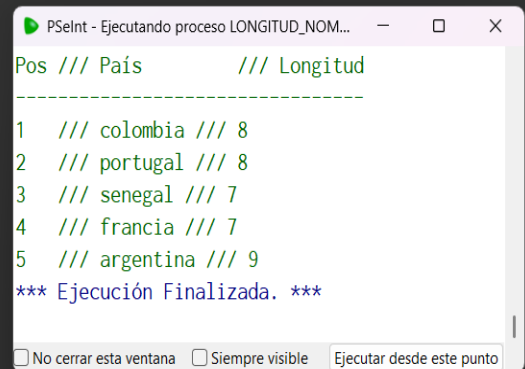 PSeInt - Ejecutando proceso LONGITUD_NOM...
Pos /// País /// Longitud
---------------------------------
1 /// colombia /// 8
2 /// portugal /// 8
3 /// senegal /// 7
4 /// francia /// 7
5 /// argentina /// 9
*** Ejecución Finalizada. ***
No cerrar esta ventana Siempre visible Ejecutar desde este punto